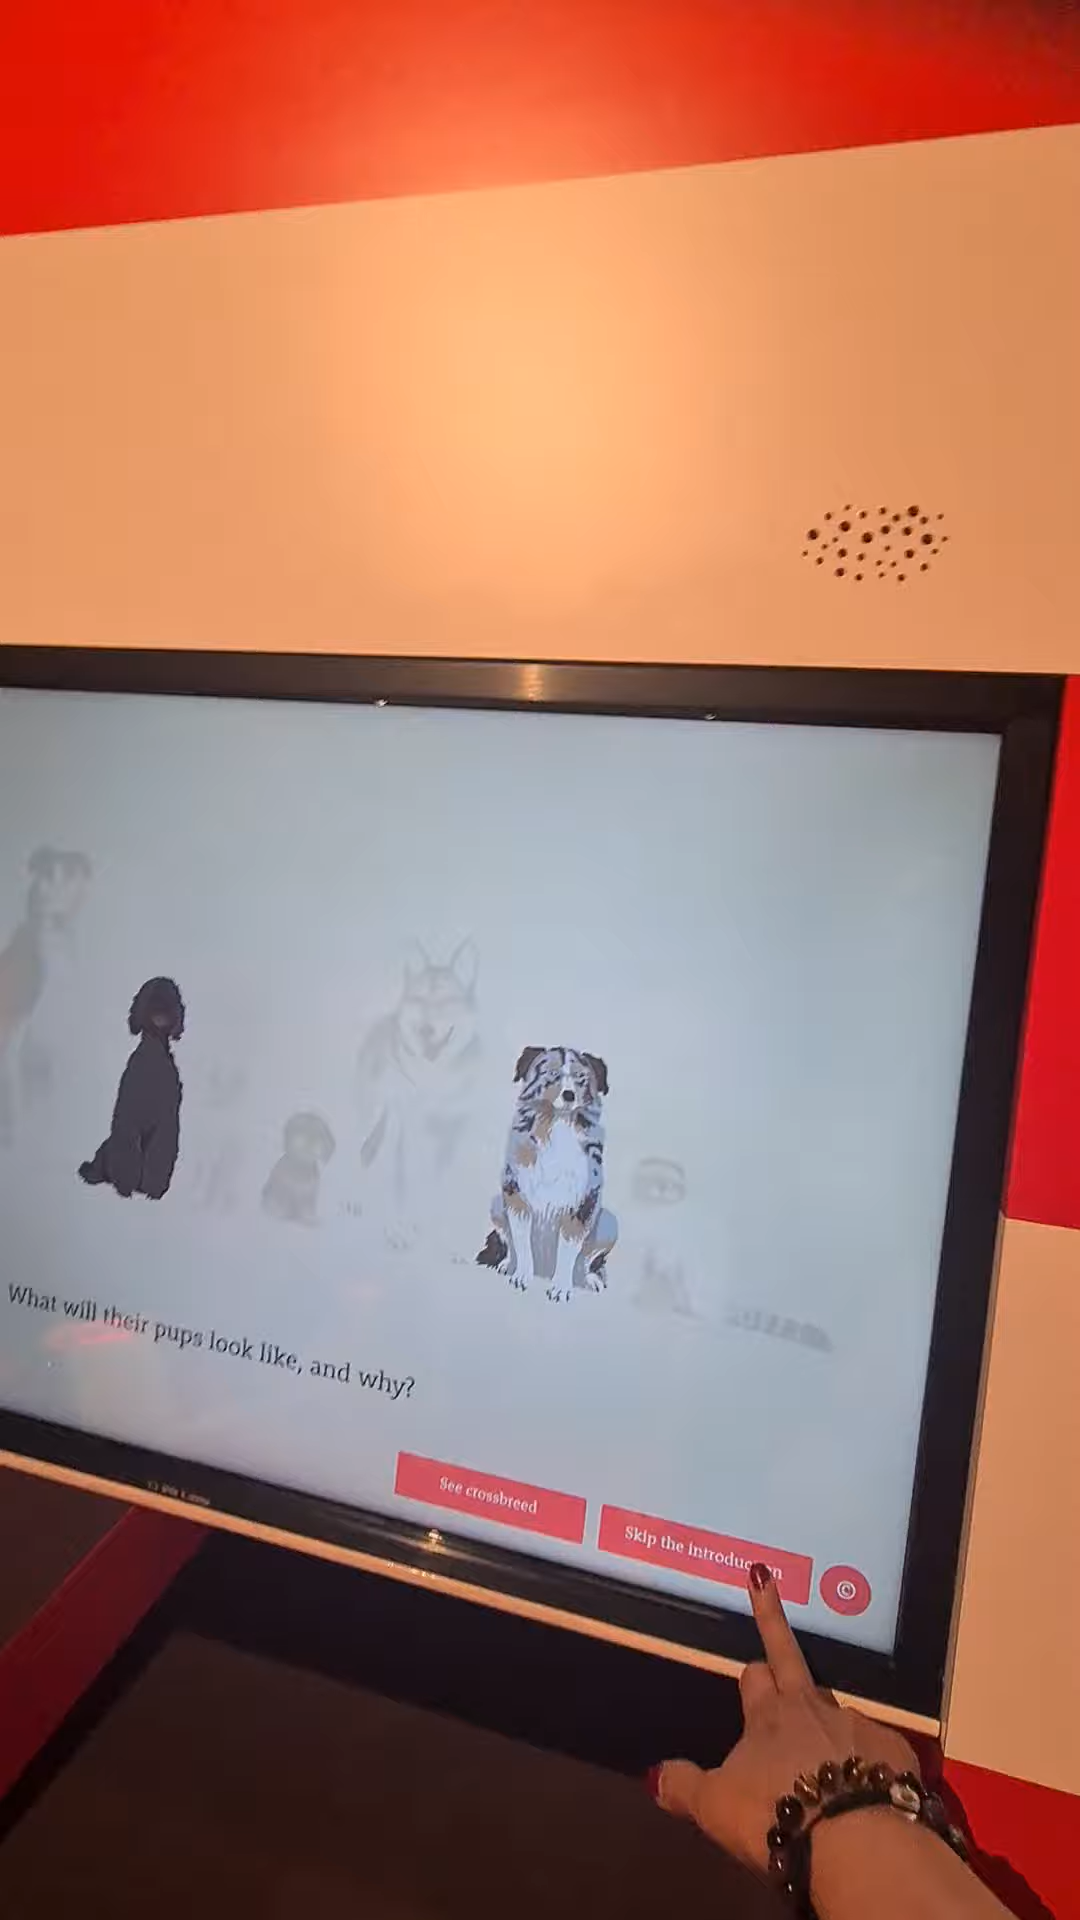 What will their pups look like, and why?
See crossbreed
Skip the introduction
©